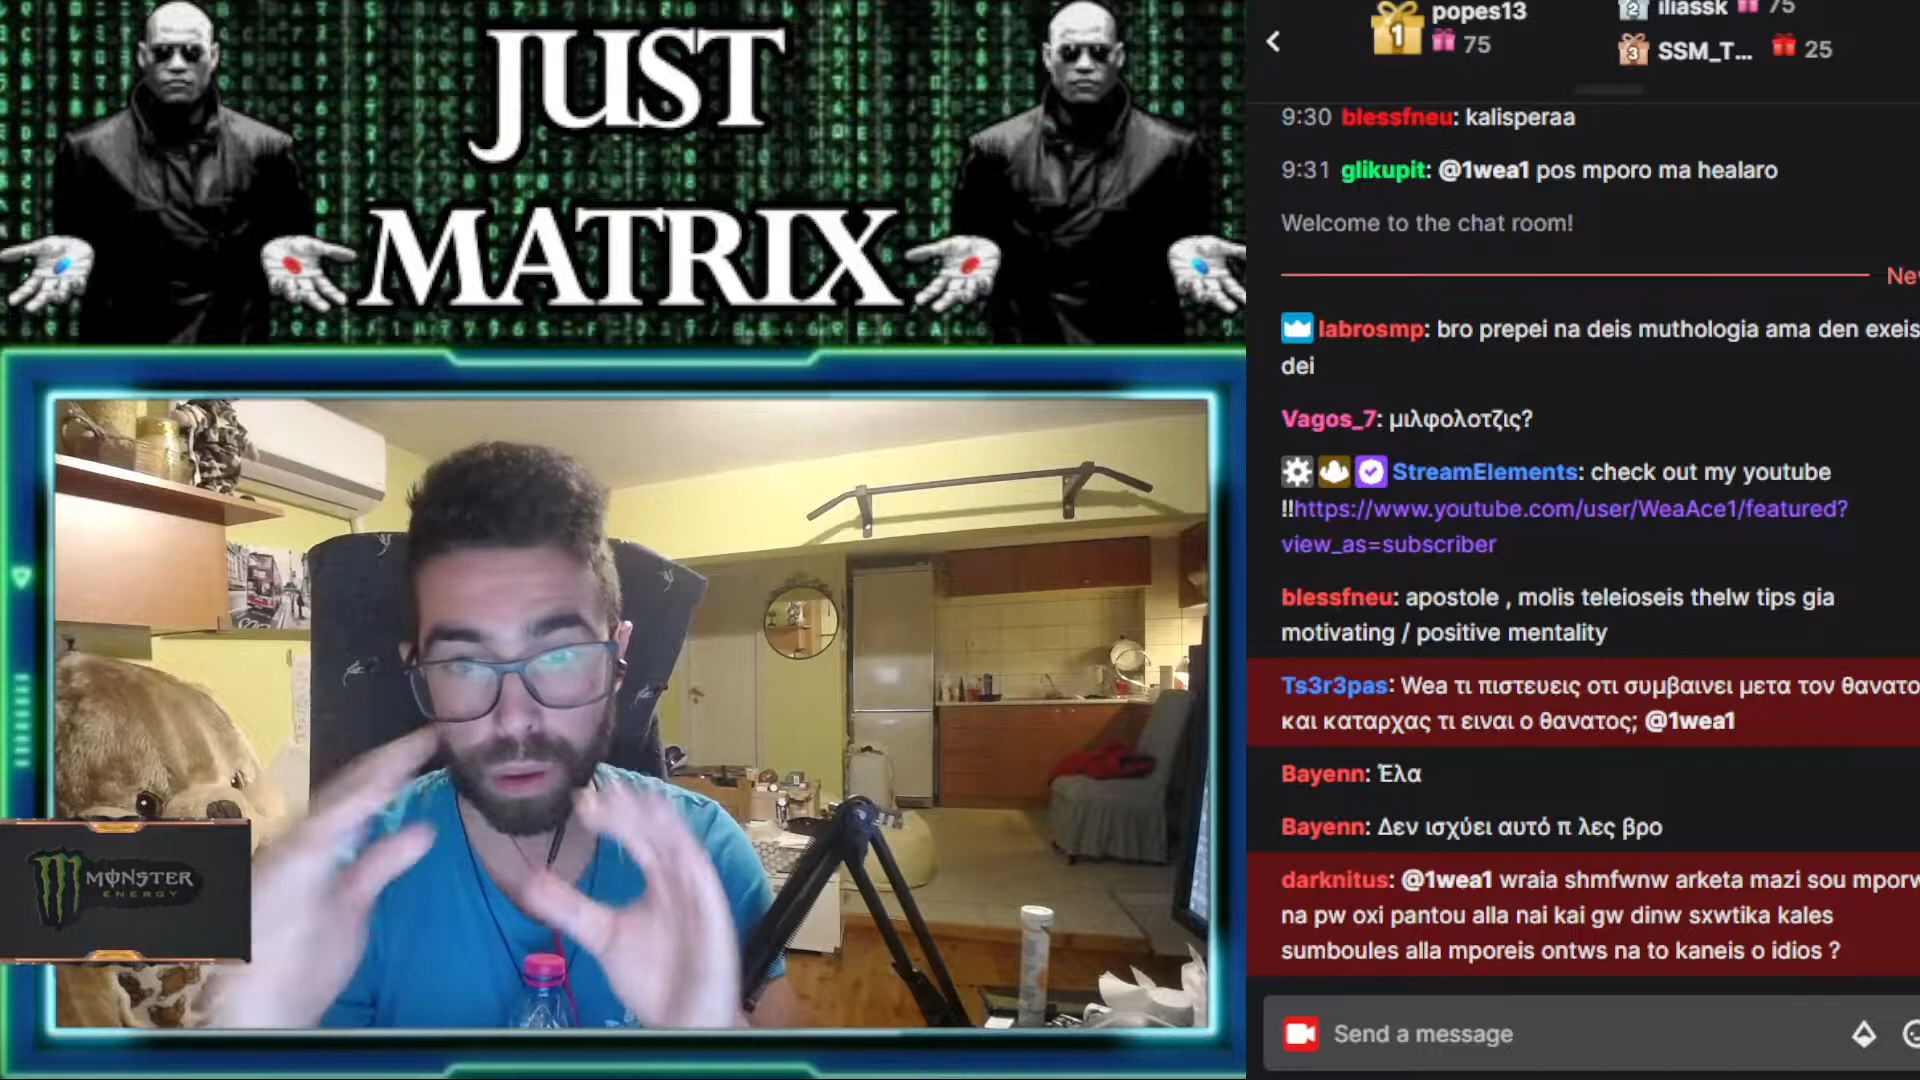 JUST
MATRIX
MONSTER
ENERGY
popes13
75
2 iliassk 75
1
3 SSM_T... 25
9:30 blessfneu: kalisperaa
9:31 glikupit: @1wea1 pos mporo ma healaro
Welcome to the chat room!
Ne
labrosmp: bro prepei na deis muthologia ama den exeis
dei
Vagos_7: μιλφολοτζις?
StreamElements: check out my youtube
!!https://www.youtube.com/user/WeaAce1/featured?
view_as=subscriber
blessfneu: apostole , molis teleioseis thelw tips gia
motivating / positive mentality
Ts3r3pas: Wea τι πιστευεις οτι συμβαινει μετα τον θανατο
και καταρχας τι ειναι ο θανατος; @1wea1
Bayenn: Έλα
Bayenn: Δεν ισχύει αυτό π λες βρο
darknitus: @1wea1 wraia shmfwnw arketa mazi sou mporw
na pw oxi pantou alla nai kai gw dinw sxwtika kales
sumboules alla mporeis ontws na to kaneis o idios ?
Send a message